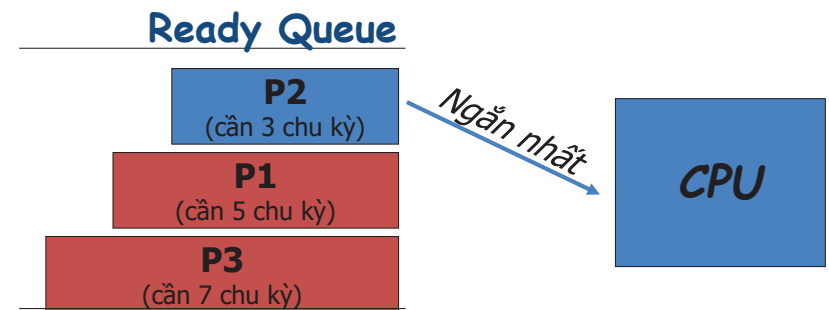 Ready Queue
P2
(cần 3 chu kỳ)
Ngắn nhất
CPU
P1
(cần 5 chu kỳ)
P3
(cần 7 chu kỳ)